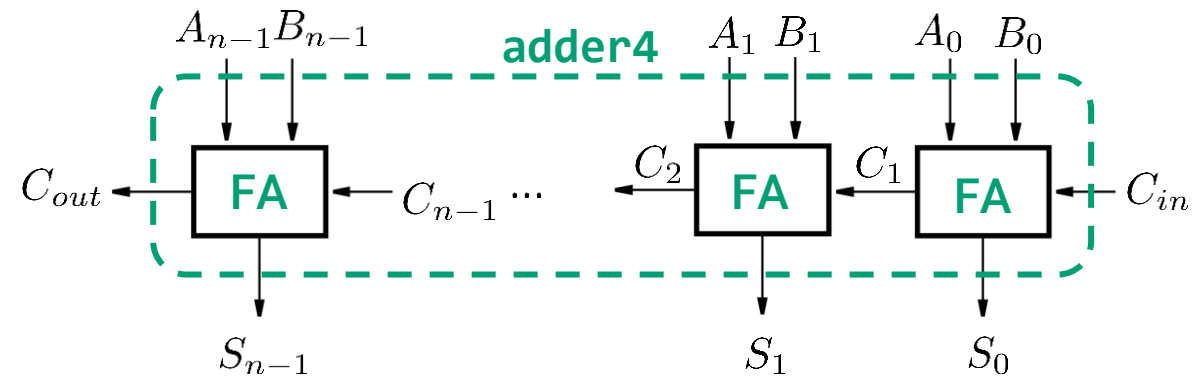 A_{n-1} B_{n-1} adder4 A_1 B_1 A_0 B_0
C_{out} FA C_{n-1} ... C_2 FA C_1 FA C_{in}
S_{n-1} S_1 S_0